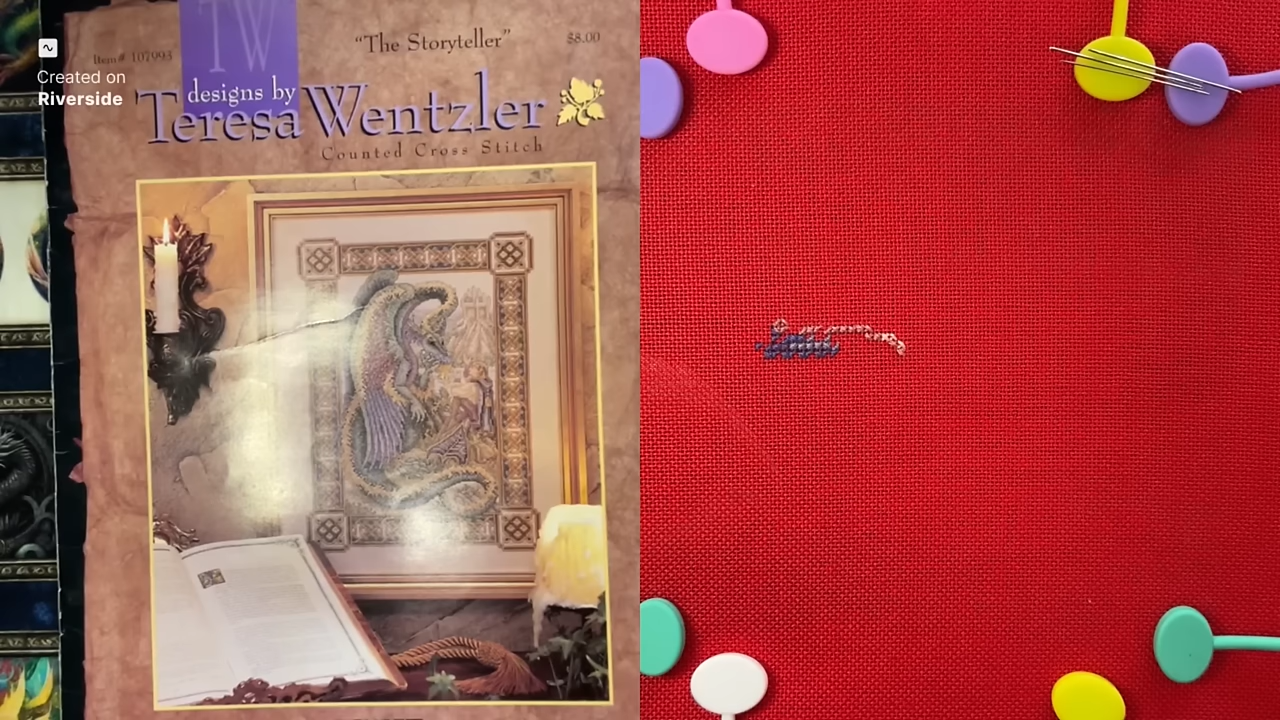 Created on
Riverside
Item# 107993
TW
"The Storyteller"
$8.00
designs by
Teresa Wentzler
Counted Cross Stitch